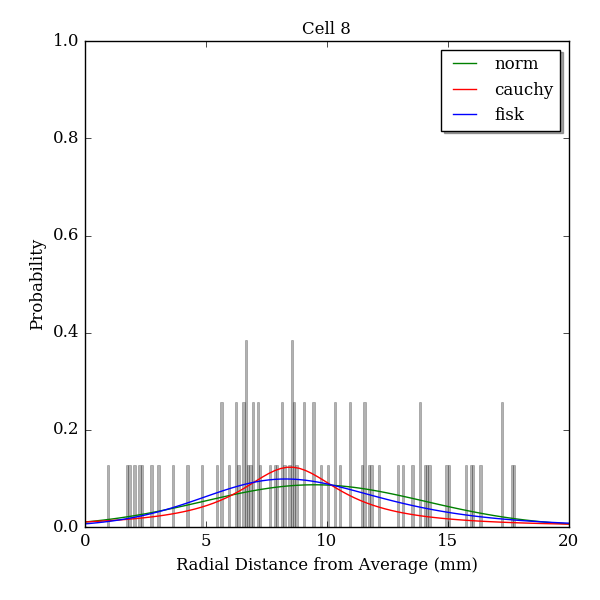 Cell 8
norm
cauchy
fisk
1.0
0.8
0.6
0.4
0.2
0.0
Probability
0 5 10 15 20
Radial Distance from Average (mm)